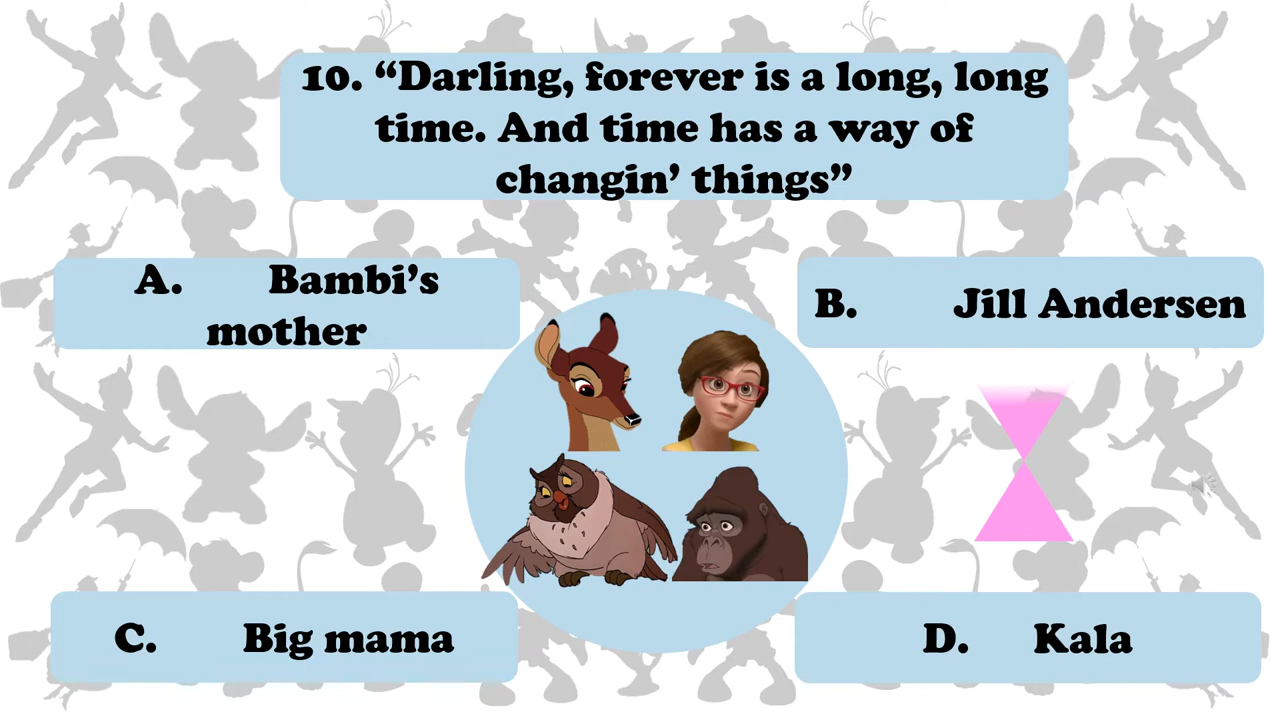 10. “Darling, forever is a long, long
time. And time has a way of
changin’ things”
A. Bambi’s
mother
B. Jill Andersen
C. Big mama
D. Kala